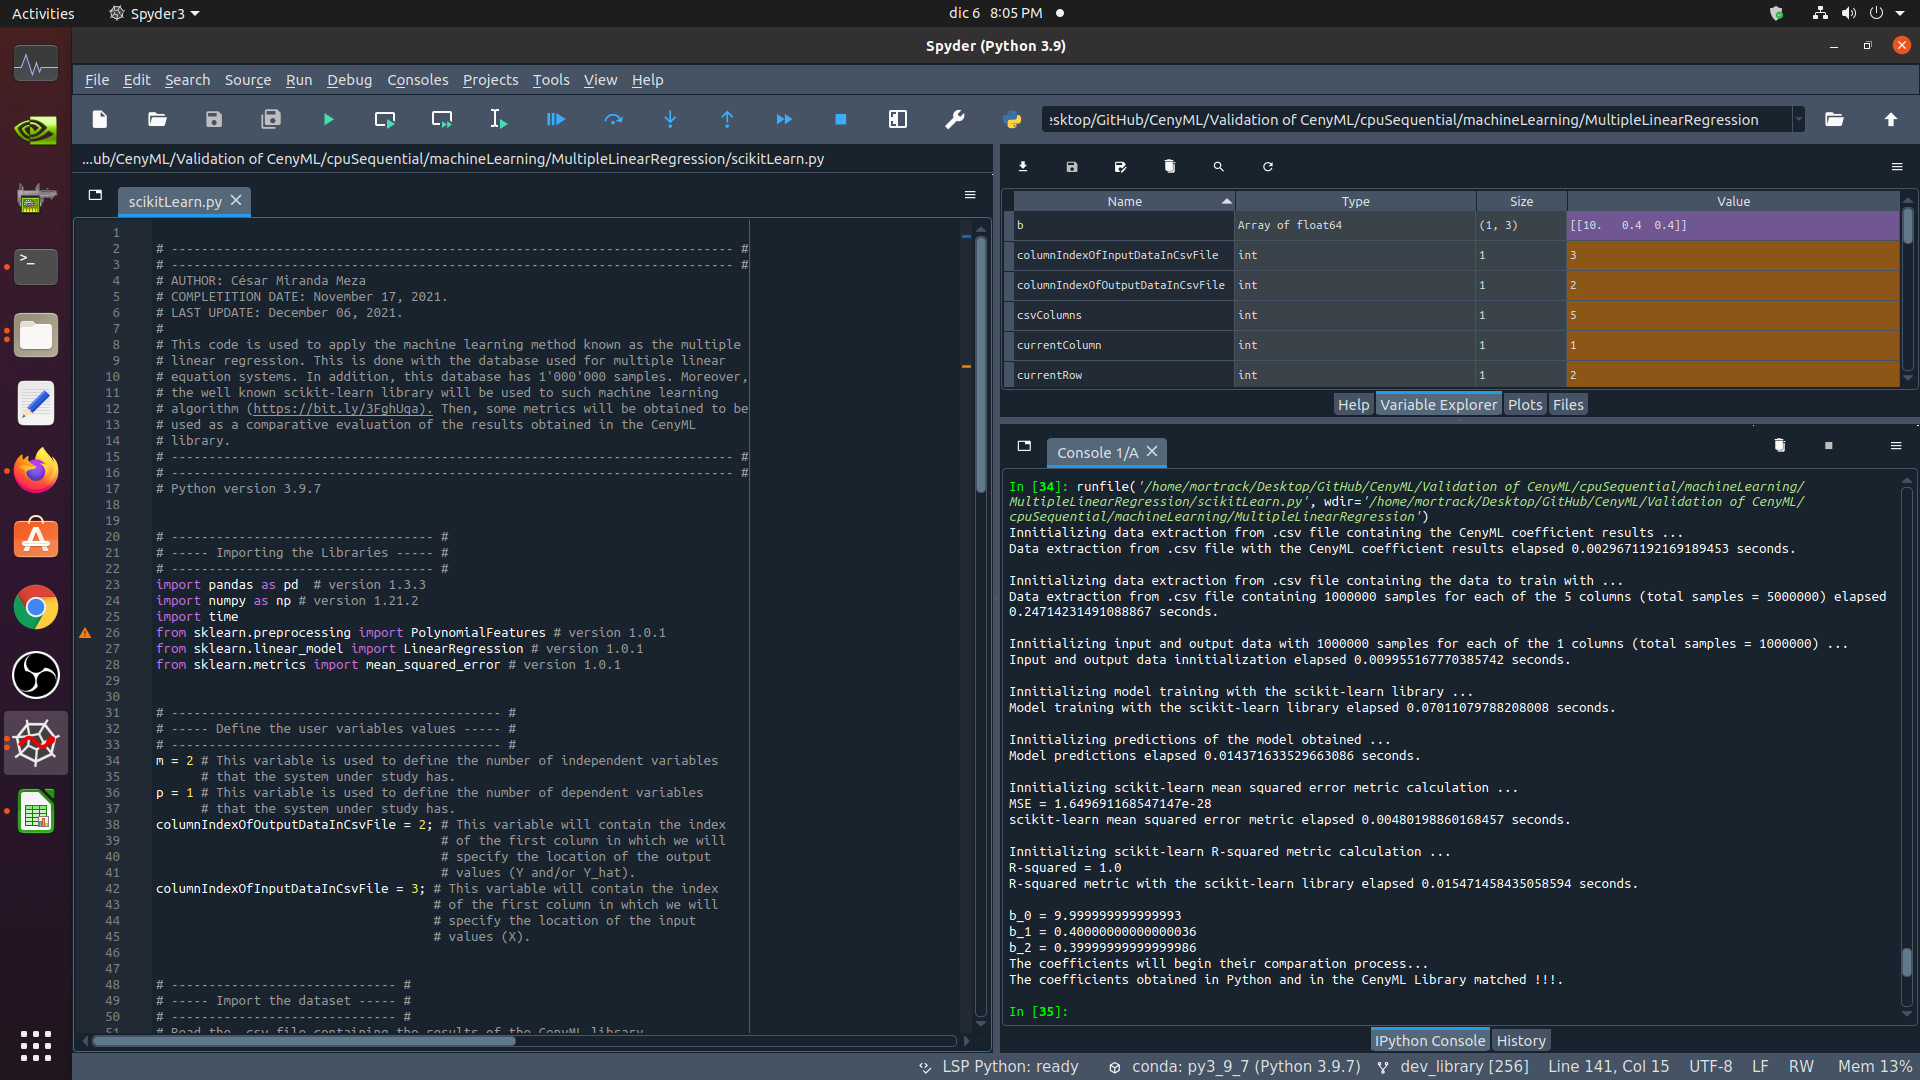 Activities
Spyder3
dic 6 8:05 PM
Spyder (Python 3.9)
File Edit Search Source Run Debug Consoles Projects Tools View Help
:sktop/GitHub/CenyML/Validation of CenyML/cpuSequential/machineLearning/MultipleLinearRegression
...ub/CenyML/Validation of CenyML/cpuSequential/machineLearning/MultipleLinearRegression/scikitLearn.py
scikitLearn.py
1
2 # --------------------------------------------------------------------------- #
3 # --------------------------------------------------------------------------- #
4 # AUTHOR: César Miranda Meza
5 # COMPLETITION DATE: November 17, 2021.
6 # LAST UPDATE: December 06, 2021.
7 #
8 # This code is used to apply the machine learning method known as the multiple
9 # linear regression. This is done with the database used for multiple linear
10 # equation systems. In addition, this database has 1'000'000 samples. Moreover,
11 # the well known scikit-learn library will be used to such machine learning
12 # algorithm (https://bit.ly/3FghUqa). Then, some metrics will be obtained to be
13 # used as a comparative evaluation of the results obtained in the CenyML
14 # library.
15 # --------------------------------------------------------------------------- #
16 # --------------------------------------------------------------------------- #
17 # Python version 3.9.7
18
19
20 # ----------------------------------- #
21 # ----- Importing the Libraries ----- #
22 # ----------------------------------- #
23 import pandas as pd  # version 1.3.3
24 import numpy as np # version 1.21.2
25 import time
26 from sklearn.preprocessing import PolynomialFeatures # version 1.0.1
27 from sklearn.linear_model import LinearRegression # version 1.0.1
28 from sklearn.metrics import mean_squared_error # version 1.0.1
29
30
31 # -------------------------------------------- #
32 # ----- Define the user variables values ----- #
33 # -------------------------------------------- #
34 m = 2 # This variable is used to define the number of independent variables
35 # that the system under study has.
36 p = 1 # This variable is used to define the number of dependent variables
37 # that the system under study has.
38 columnIndexOfOutputDataInCsvFile = 2; # This variable will contain the index
39 # of the first column in which we will
40 # specify the location of the output
41 # values (Y and/or Y_hat).
42 columnIndexOfInputDataInCsvFile = 3; # This variable will contain the index
43 # of the first column in which we will
44 # specify the location of the input
45 # values (X).
46
47
48 # ------------------------------ #
49 # ----- Import the dataset ----- #
50 # ------------------------------ #
51 # Read the .csv file containing the results of the CenyML library
Name Type Size Value
b Array of float64 (1, 3) [[10.   0.4  0.4]]
columnIndexOfInputDataInCsvFile int 1 3
columnIndexOfOutputDataInCsvFile int 1 2
csvColumns int 1 5
currentColumn int 1 1
currentRow int 1 2
Help Variable Explorer Plots Files
Console 1/A
In [34]: runfile('/home/mortrack/Desktop/GitHub/CenyML/Validation of CenyML/cpuSequential/machineLearning/
MultipleLinearRegression/scikitLearn.py', wdir='/home/mortrack/Desktop/GitHub/CenyML/Validation of CenyML/
cpuSequential/machineLearning/MultipleLinearRegression')
Innitializing data extraction from .csv file containing the CenyML coefficient results ...
Data extraction from .csv file with the CenyML coefficient results elapsed 0.0029671192169189453 seconds.
Innitializing data extraction from .csv file containing the data to train with ...
Data extraction from .csv file containing 1000000 samples for each of the 5 columns (total samples = 5000000) elapsed
0.24714231491088867 seconds.
Innitializing input and output data with 1000000 samples for each of the 1 columns (total samples = 1000000) ...
Input and output data innitialization elapsed 0.009955167770385742 seconds.
Innitializing model training with the scikit-learn library ...
Model training with the scikit-learn library elapsed 0.07011079788208008 seconds.
Innitializing predictions of the model obtained ...
Model predictions elapsed 0.014371633529663086 seconds.
Innitializing scikit-learn mean squared error metric calculation ...
MSE = 1.649691168547147e-28
scikit-learn mean squared error metric elapsed 0.00480198860168457 seconds.
Innitializing scikit-learn R-squared metric calculation ...
R-squared = 1.0
R-squared metric with the scikit-learn library elapsed 0.015471458435058594 seconds.
b_0 = 9.999999999999993
b_1 = 0.40000000000000036
b_2 = 0.39999999999999986
The coefficients will begin their comparation process...
The coefficients obtained in Python and in the CenyML Library matched !!!.
In [35]:
IPython Console History
LSP Python: ready conda: py3_9_7 (Python 3.9.7) dev_library [256] Line 141, Col 15 UTF-8 LF RW Mem 13%